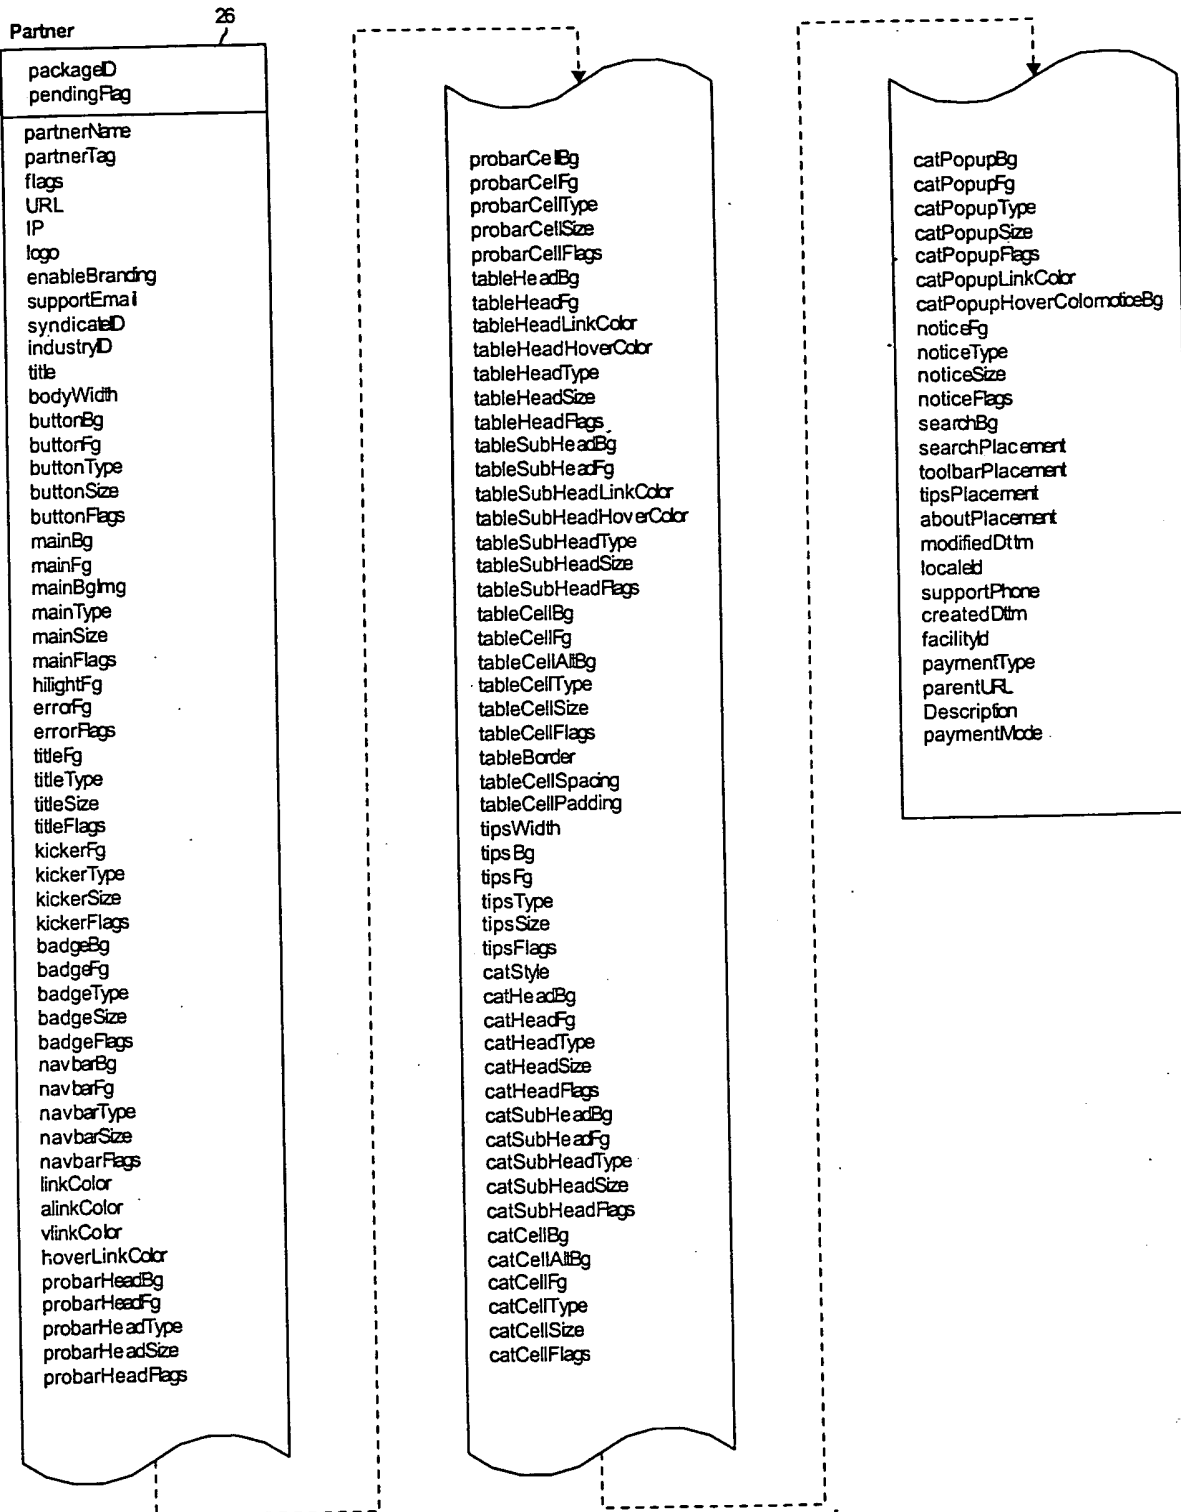 Partner
26
packageID
pendingFlag
partnerName
partnerTag
flags
URL
IP
logo
enableBranding
supportEmail
syndicateID
industryID
title
bodyWidth
buttonBg
buttonFg
buttonType
buttonSize
buttonFlags
mainBg
mainFg
mainBgImg
mainType
mainSize
mainFlags
hilightFg
errorFg
errorFlags
titleFg
titleType
titleSize
titleFlags
kickerFg
kickerType
kickerSize
kickerFlags
badgeBg
badgeFg
badgeType
badgeSize
badgeFlags
navbarBg
navbarFg
navbarType
navbarSize
navbarFlags
linkColor
alinkColor
vlinkColor
hoverLinkColor
probarHeadBg
probarHeadFg
probarHeadType
probarHeadSize
probarHeadFlags
probarCellBg
probarCellFg
probarCellType
probarCellSize
probarCellFlags
tableHeadBg
tableHeadFg
tableHeadLinkColor
tableHeadHoverColor
tableHeadType
tableHeadSize
tableHeadFlags
tableSubHeadBg
tableSubHeadFg
tableSubHeadLinkColor
tableSubHeadHoverColor
tableSubHeadType
tableSubHeadSize
tableSubHeadFlags
tableCellBg
tableCellFg
tableCellAltBg
tableCellType
tableCellSize
tableCellFlags
tableBorder
tableCellSpacing
tableCellPadding
tipsWidth
tipsBg
tipsFg
tipsType
tipsSize
tipsFlags
catStyle
catHeadBg
catHeadFg
catHeadType
catHeadSize
catHeadFlags
catSubHeadBg
catSubHeadFg
catSubHeadType
catSubHeadSize
catSubHeadFlags
catCellBg
catCellAltBg
catCellFg
catCellType
catCellSize
catCellFlags
catPopupBg
catPopupFg
catPopupType
catPopupSize
catPopupFlags
catPopupLinkColor
catPopupHoverColornoticeBg
noticeFg
noticeType
noticeSize
noticeFlags
searchBg
searchPlacement
toolbarPlacement
tipsPlacement
aboutPlacement
modifiedDttm
localeId
supportPhone
createdDttm
facilityId
paymentType
parentURL
Description
paymentMode